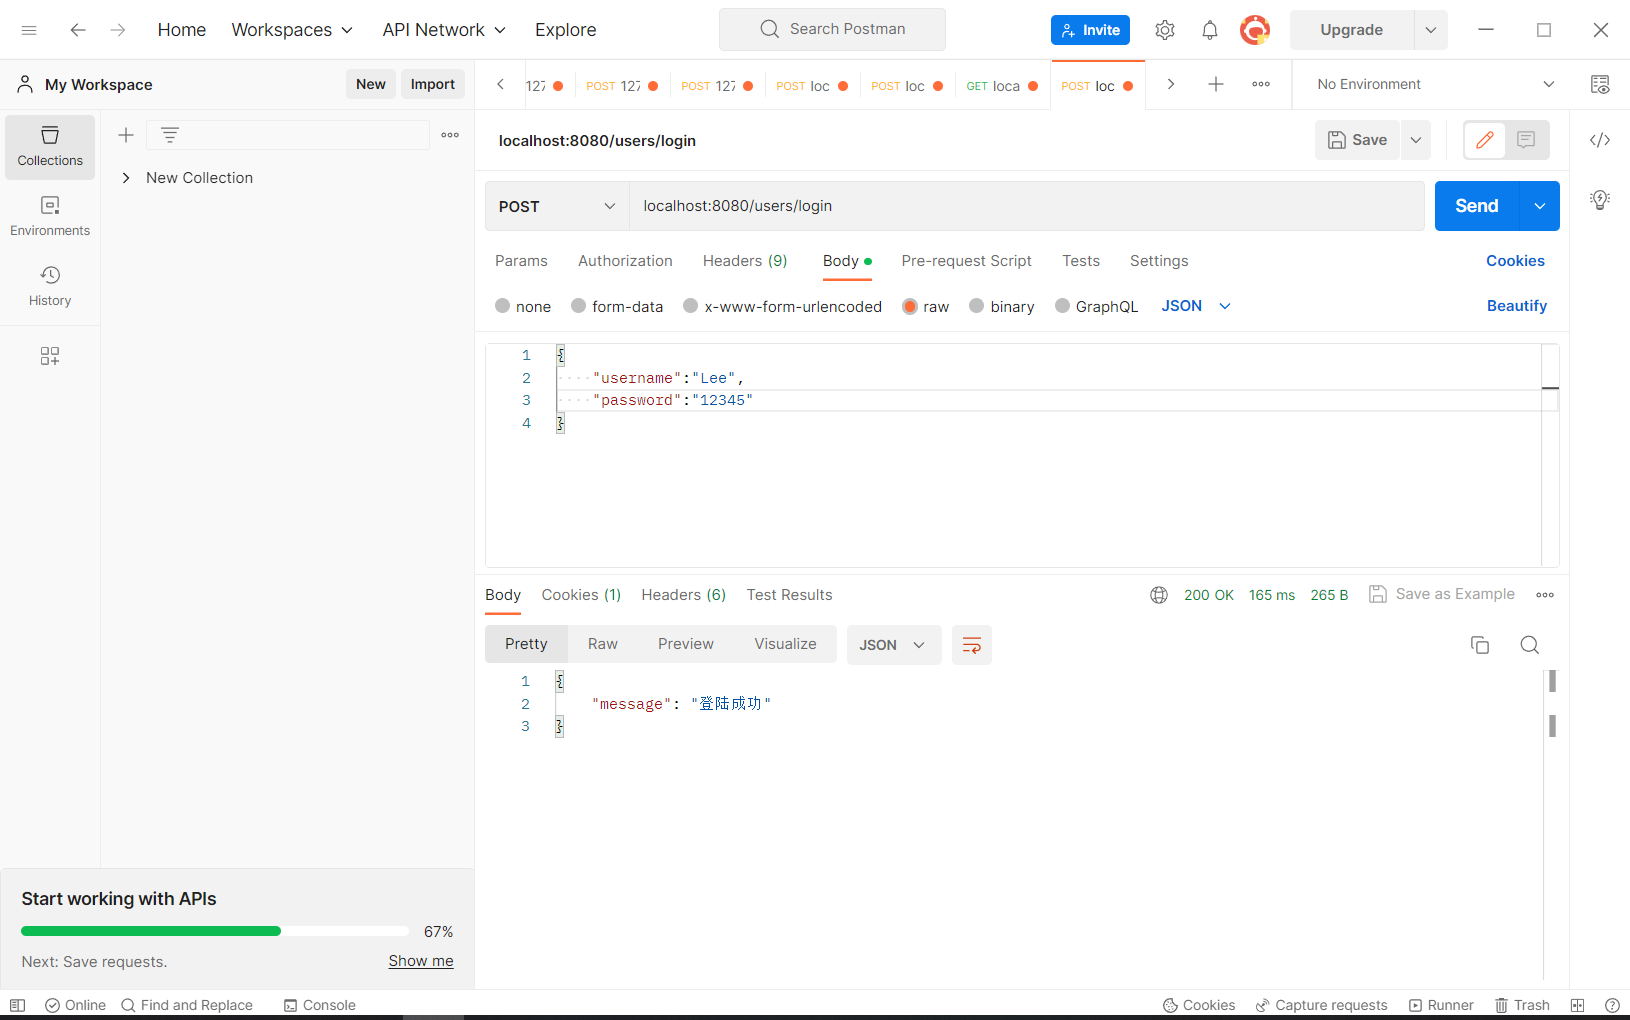 Home Workspaces API Network Explore Search Postman Invite Upgrade
My Workspace New Import 127 POST 127 POST 127 POST loc POST loc GET loca POST loc No Environment
Collections
Environments
History
New Collection
localhost:8080/users/login Save
POST localhost:8080/users/login Send
Params Authorization Headers (9) Body Pre-request Script Tests Settings Cookies
none form-data x-www-form-urlencoded raw binary GraphQL JSON Beautify
1 {
2 ····"username":"Lee",
3 ····"password":"12345"
4 }
Body Cookies (1) Headers (6) Test Results 200 OK 165 ms 265 B Save as Example
Pretty Raw Preview Visualize JSON
1 {
2 "message": "登陆成功"
3 }
Start working with APIs
67%
Next: Save requests. Show me
Online Find and Replace Console Cookies Capture requests Runner Trash